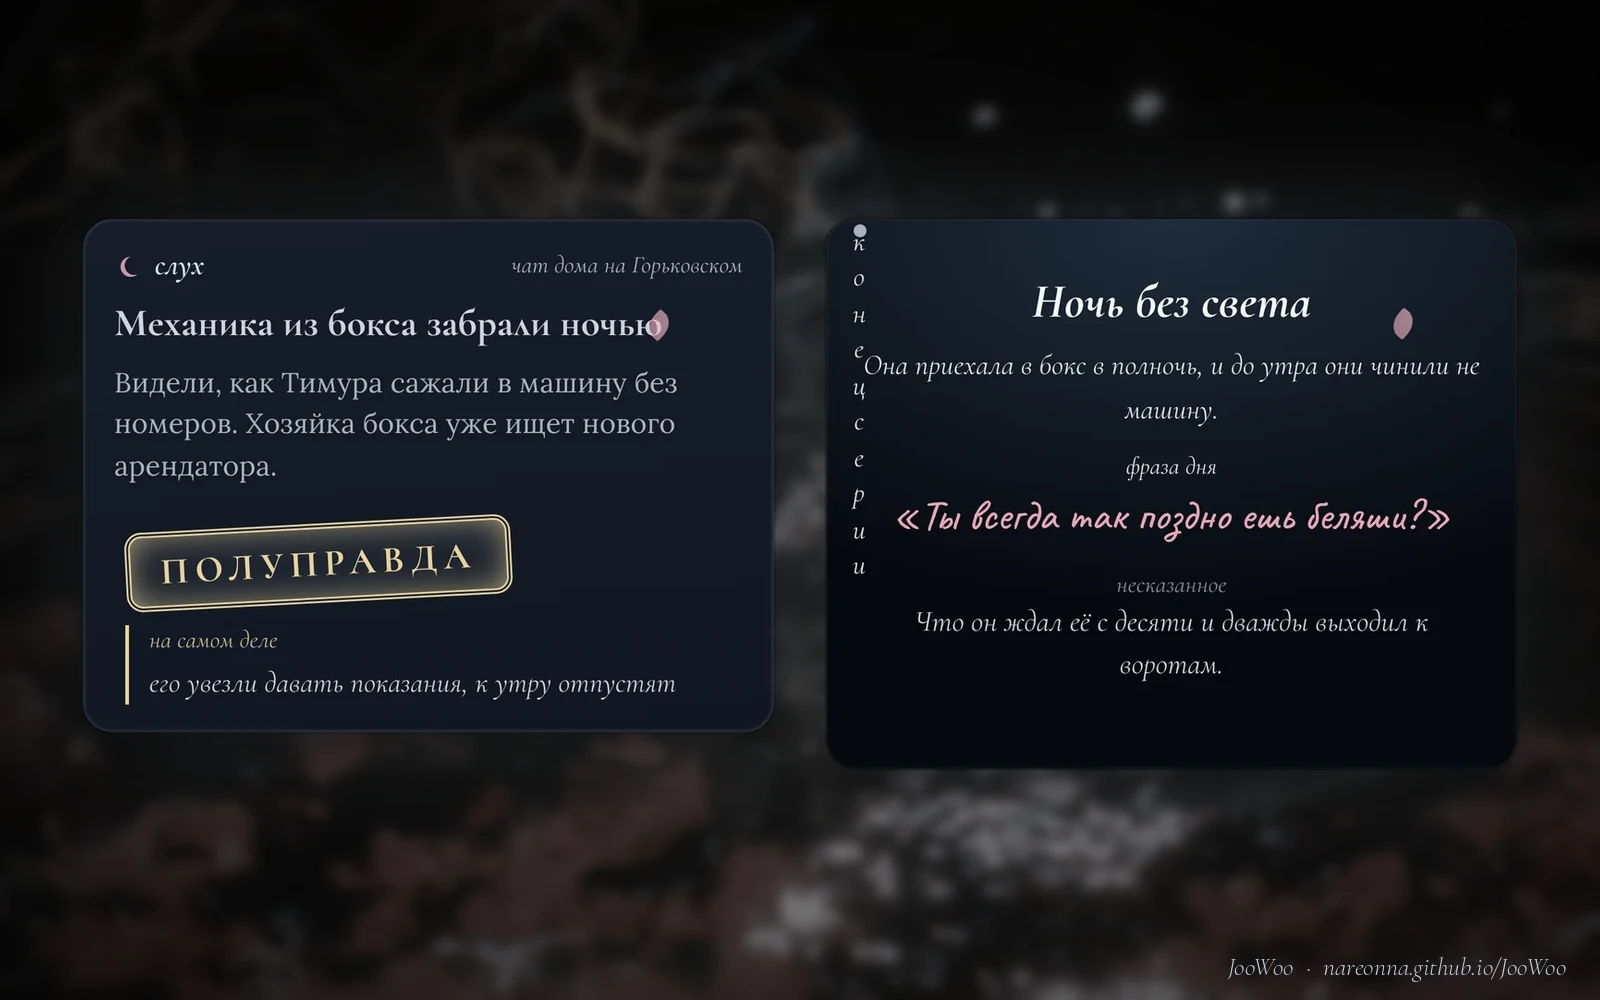 слух
чат дома на Горьковском
Механика из бокса забрали ночью
Видели, как Тимура сажали в машину без
номеров. Хозяйка бокса уже ищет нового
арендатора.
ПОЛУПРАВДА
на самом деле
его увезли давать показания, к утру отпустят
конец серии
Ночь без света
Она приехала в бокс в полночь, и до утра они чинили не
машину.
фраза дня
«Ты всегда так поздно ешь беляши?»
несказанное
Что он ждал её с десяти и дважды выходил к
воротам.
JooWoo · nareonna.github.io/JooWoo